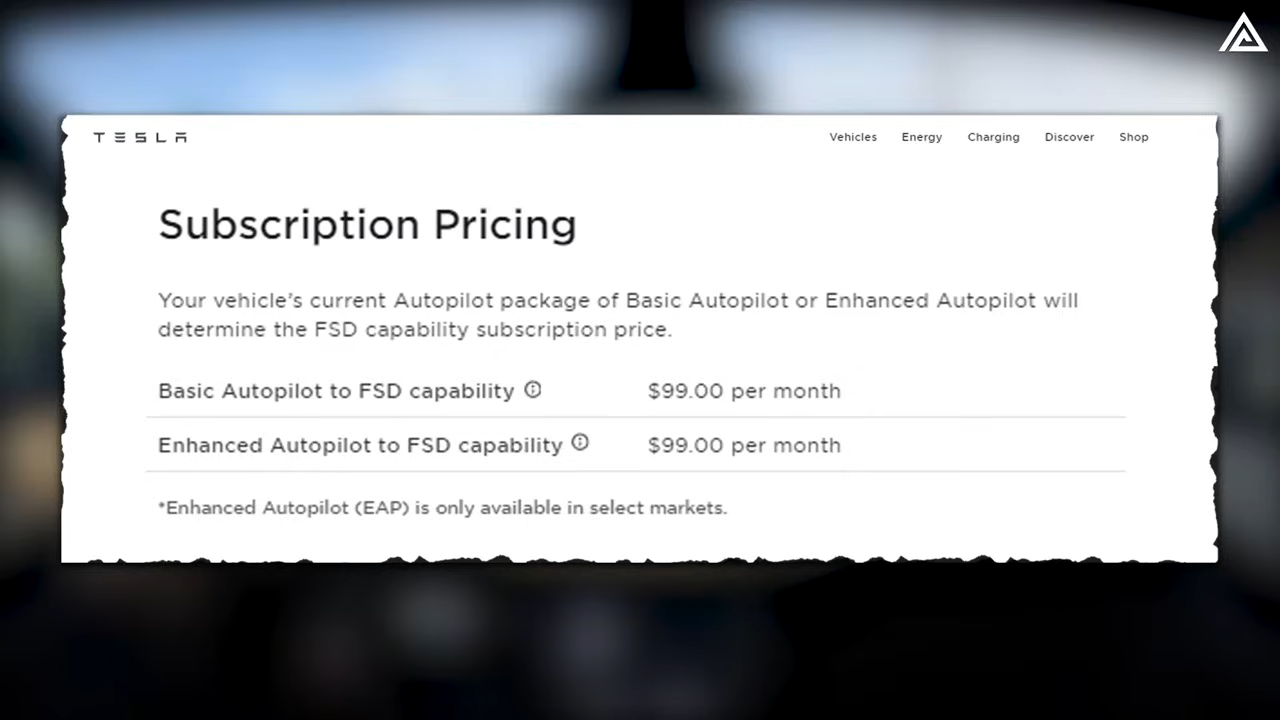 TESLA
Vehicles Energy Charging Discover Shop
Subscription Pricing
Your vehicle's current Autopilot package of Basic Autopilot or Enhanced Autopilot will
determine the FSD capability subscription price.
Basic Autopilot to FSD capability $99.00 per month
Enhanced Autopilot to FSD capability $99.00 per month
*Enhanced Autopilot (EAP) is only available in select markets.